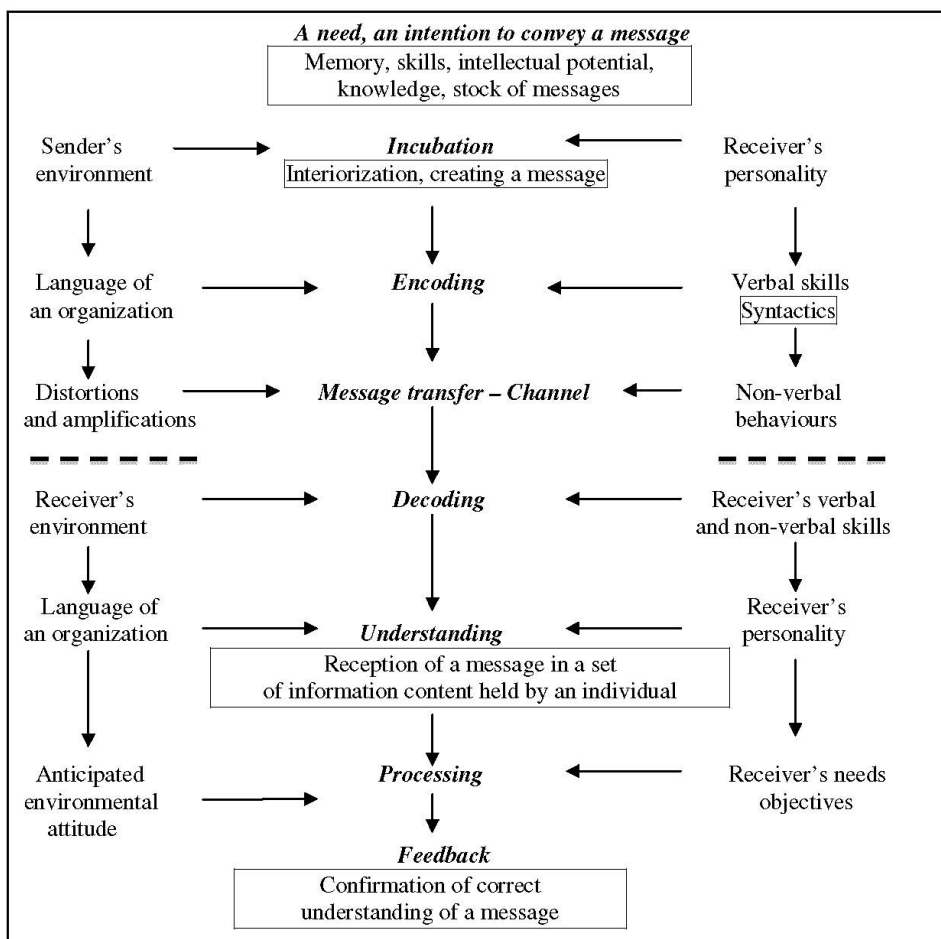 A need, an intention to convey a message
Memory, skills, intellectual potential,
knowledge, stock of messages
Sender's
environment
Incubation
Interiorization, creating a message
Receiver's
personality
Language of
an organization
Encoding
Verbal skills
Syntactics
Distortions
and amplifications
Message transfer – Channel
Non-verbal
behaviours
Receiver's
environment
Decoding
Receiver's verbal
and non-verbal skills
Language of
an organization
Understanding
Reception of a message in a set
of information content held by an individual
Receiver's
personality
Anticipated
environmental
attitude
Processing
Receiver's needs
objectives
Feedback
Confirmation of correct
understanding of a message